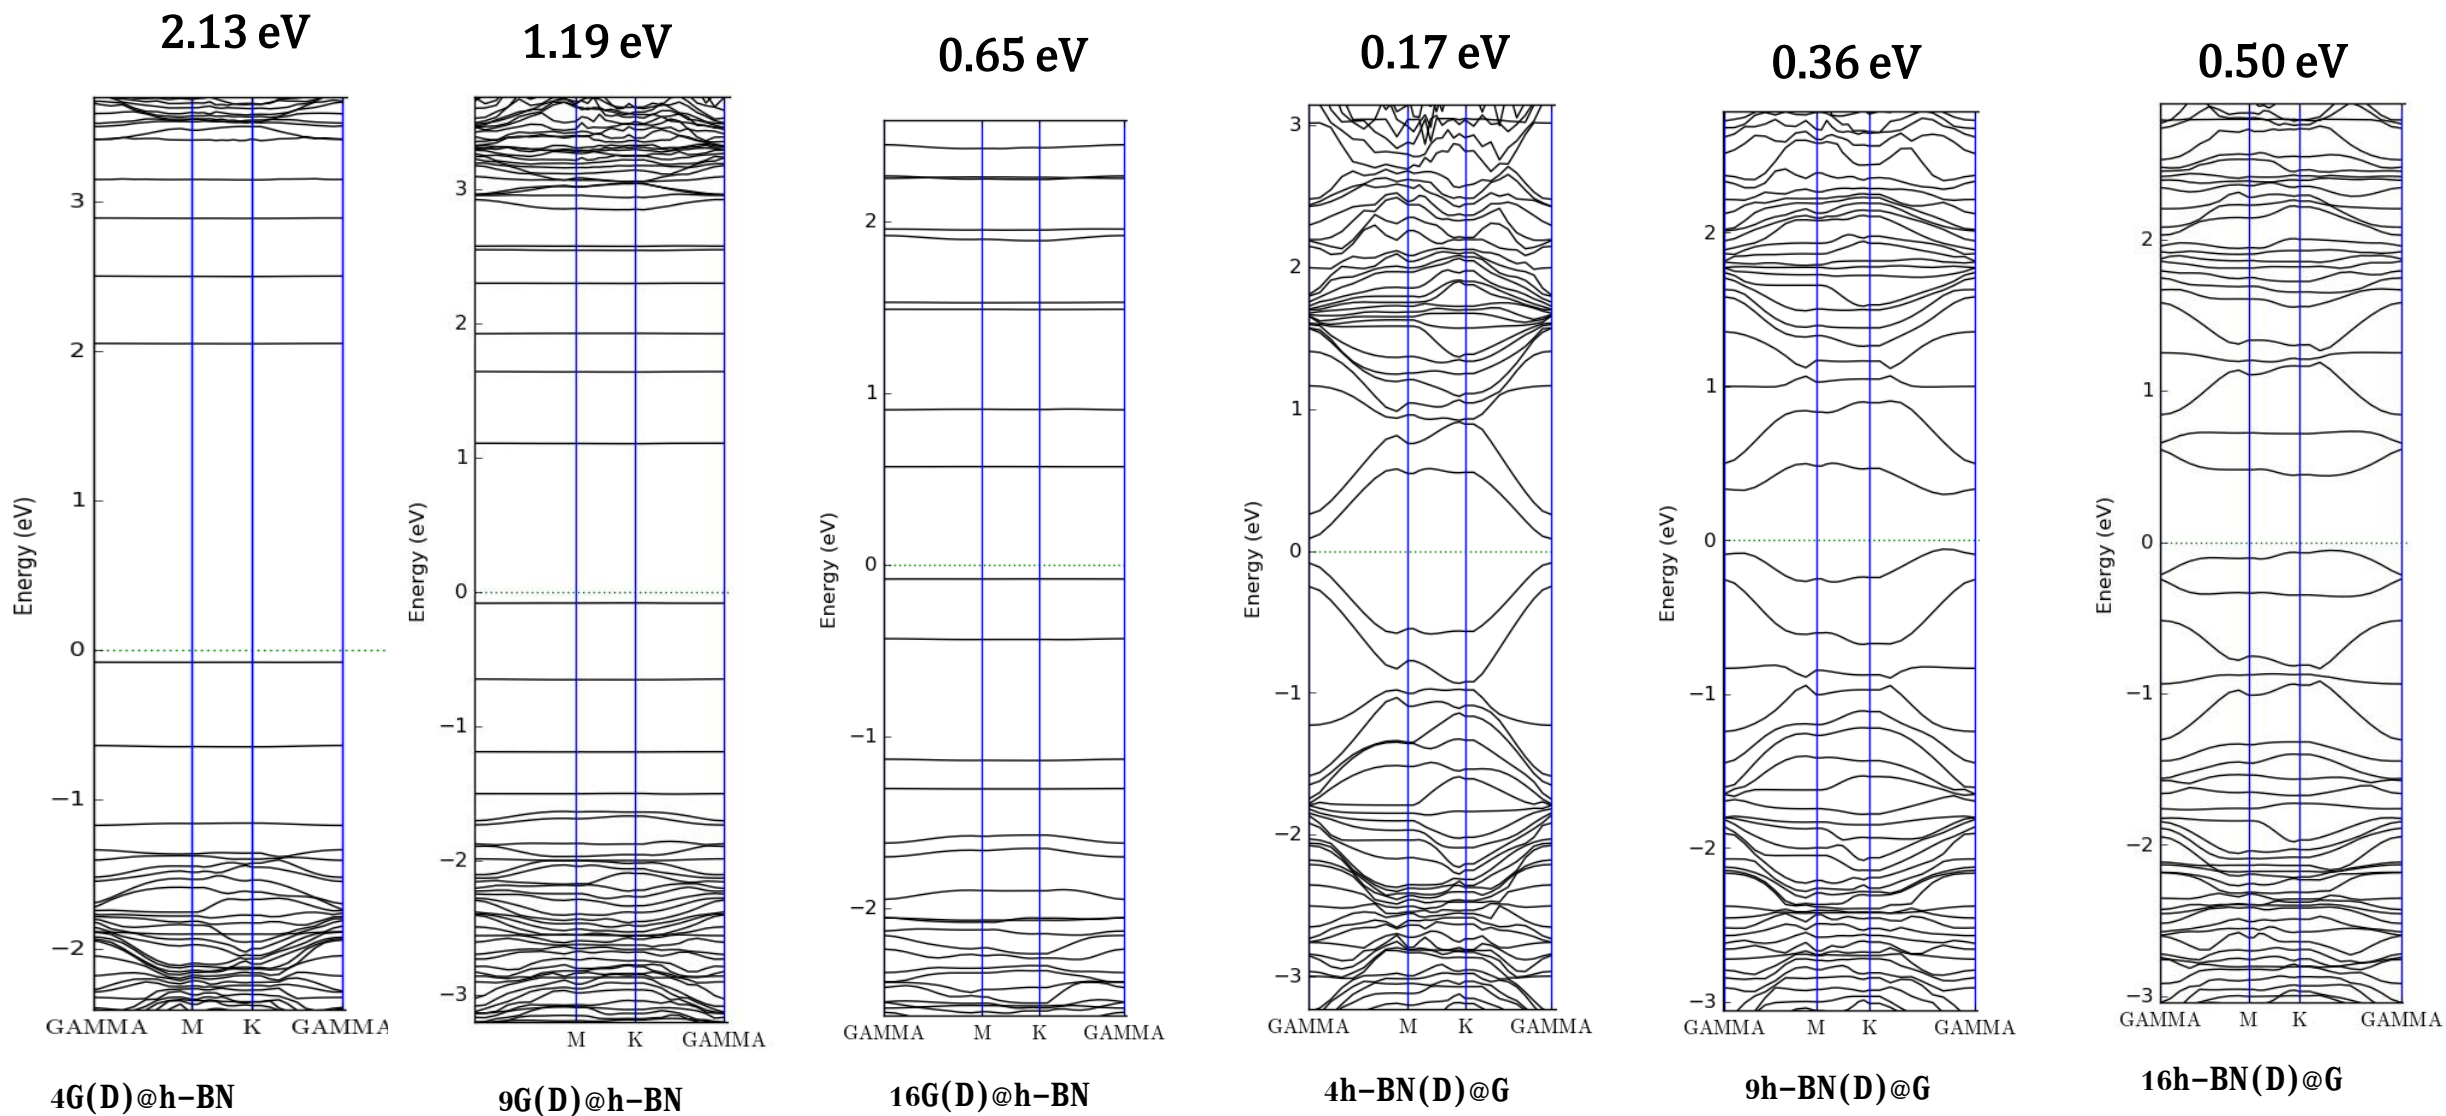 2.13 eV
1.19 eV
0.65 eV
0.17 eV
0.36 eV
0.50 eV
Energy (eV)
3
2
1
0
−1
−2
GAMMA M K GAMMA
4G(D)@h−BN
Energy (eV)
3
2
1
0
−1
−2
−3
M K GAMMA
9G(D)@h−BN
Energy (eV)
2
1
0
−1
−2
GAMMA M K GAMMA
16G(D)@h−BN
Energy (eV)
3
2
1
0
−1
−2
−3
GAMMA M K GAMMA
4h−BN(D)@G
Energy (eV)
2
1
0
−1
−2
−3
GAMMA M K GAMMA
9h−BN(D)@G
Energy (eV)
2
1
0
−1
−2
−3
GAMMA M K GAMMA
16h−BN(D)@G